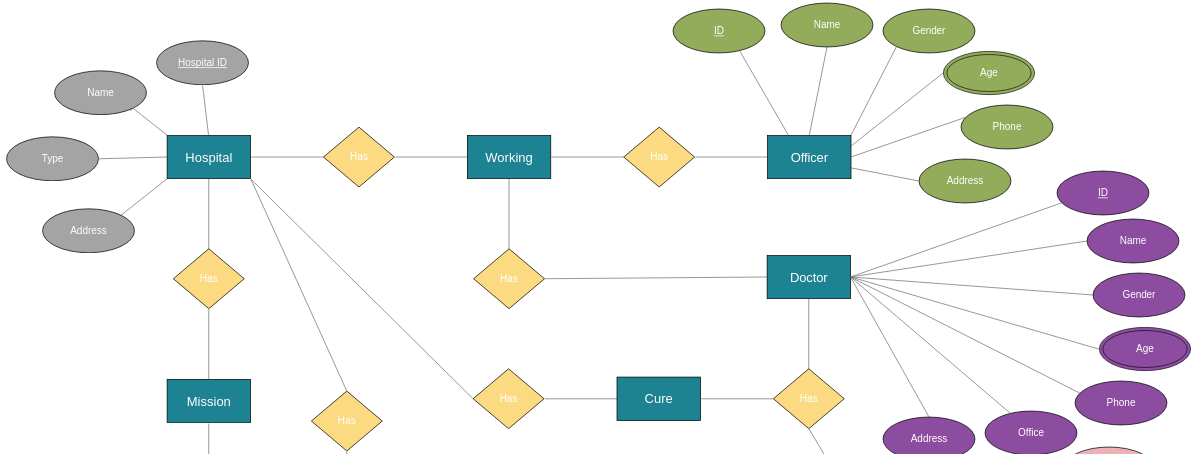 ID
Name
Gender
Hospital ID
Age
Name
Phone
Hospital
Has
Working
Has
Officer
Type
Address
ID
Address
Name
Has
Has
Doctor
Gender
Age
Mission
Has
Has
Cure
Has
Phone
Address
Office